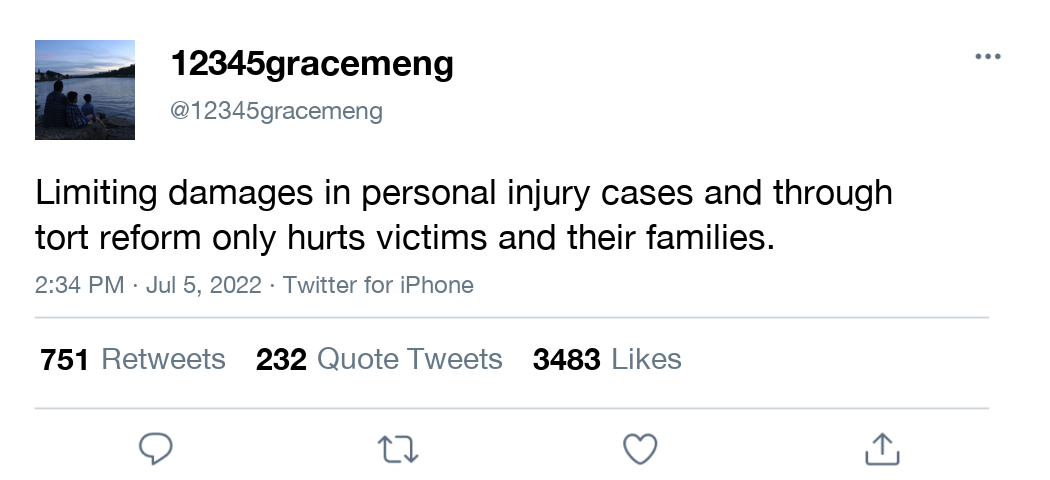 12345gracemeng
@12345gracemeng
Limiting damages in personal injury cases and through
tort reform only hurts victims and their families.
2:34 PM · Jul 5, 2022 · Twitter for iPhone
751 Retweets 232 Quote Tweets 3483 Likes